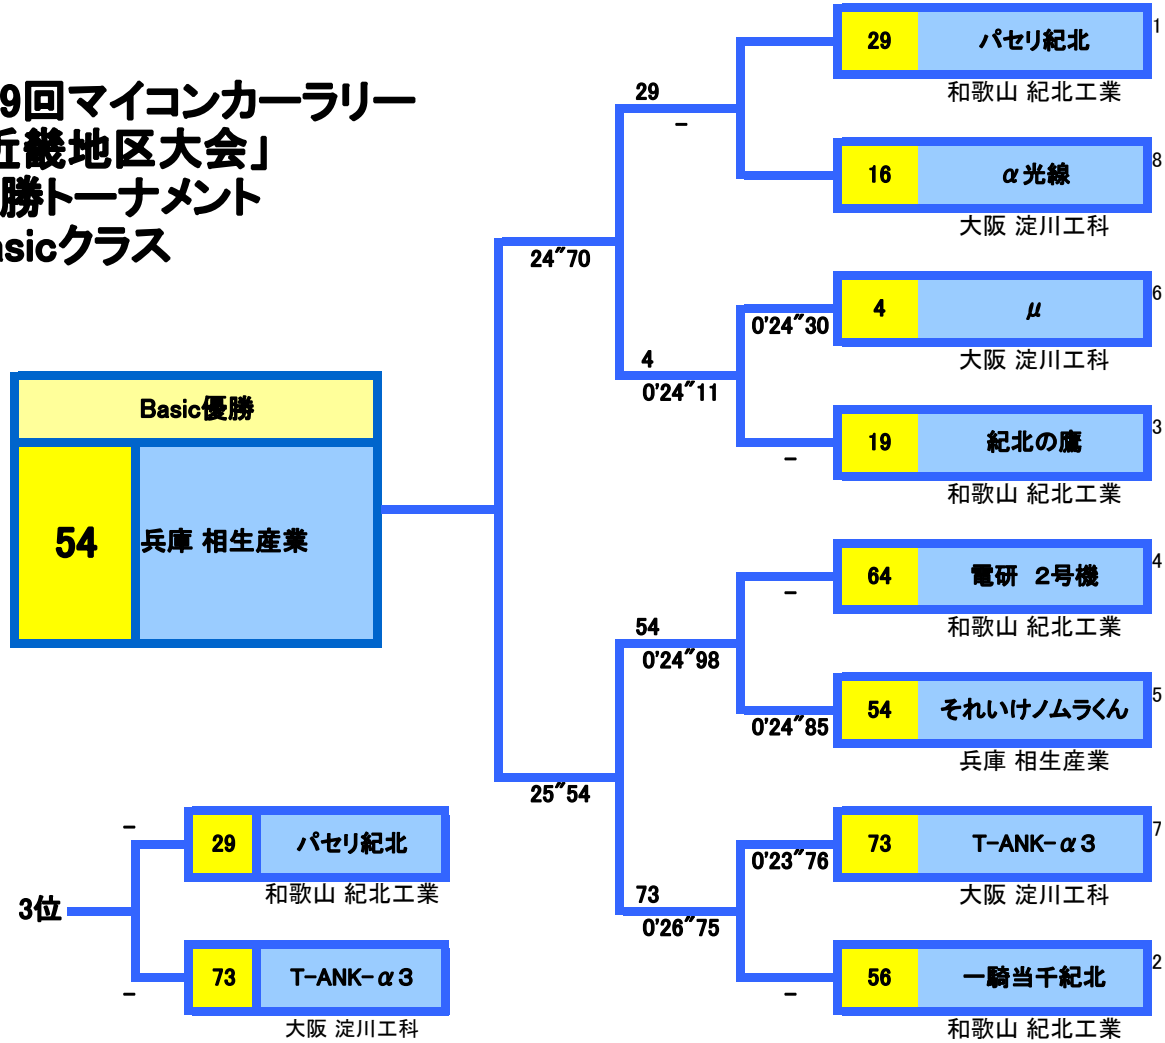 9回マイコンカーラリー
近畿地区大会」
勝トーナメント
asicクラス
29
パセリ紀北
1
和歌山 紀北工業
29
-
16
α光線
8
大阪 淀川工科
24″70
4
μ
6
0'24″30
大阪 淀川工科
4
0'24″11
19
紀北の鷹
3
-
和歌山 紀北工業
Basic優勝
54
兵庫 相生産業
64
電研 2号機
4
-
和歌山 紀北工業
54
0'24″98
54
それいけノムラくん
5
0'24″85
兵庫 相生産業
25″54
73
T-ANK-α3
7
0'23″76
大阪 淀川工科
73
0'26″75
56
一騎当千紀北
2
-
和歌山 紀北工業
-
29
パセリ紀北
和歌山 紀北工業
3位
73
T-ANK-α3
-
大阪 淀川工科